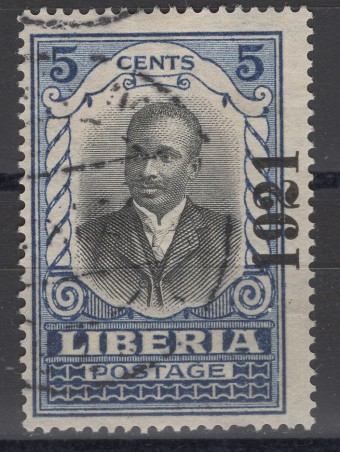 5 CENTS 5
1921
LIBERIA
POSTAGE